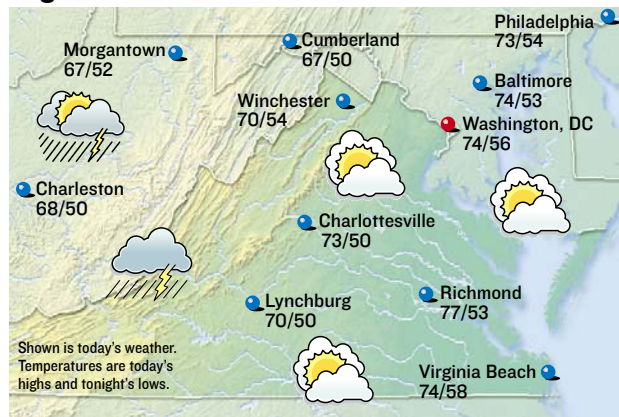 Philadelphia
73/54
Morgantown
67/52
Cumberland
67/50
Baltimore
74/53
Winchester
70/54
Washington, DC
74/56
Charleston
68/50
Charlottesville
73/50
Lynchburg
70/50
Richmond
77/53
Shown is today's weather.
Temperatures are today's
highs and tonight's lows.
Virginia Beach
74/58